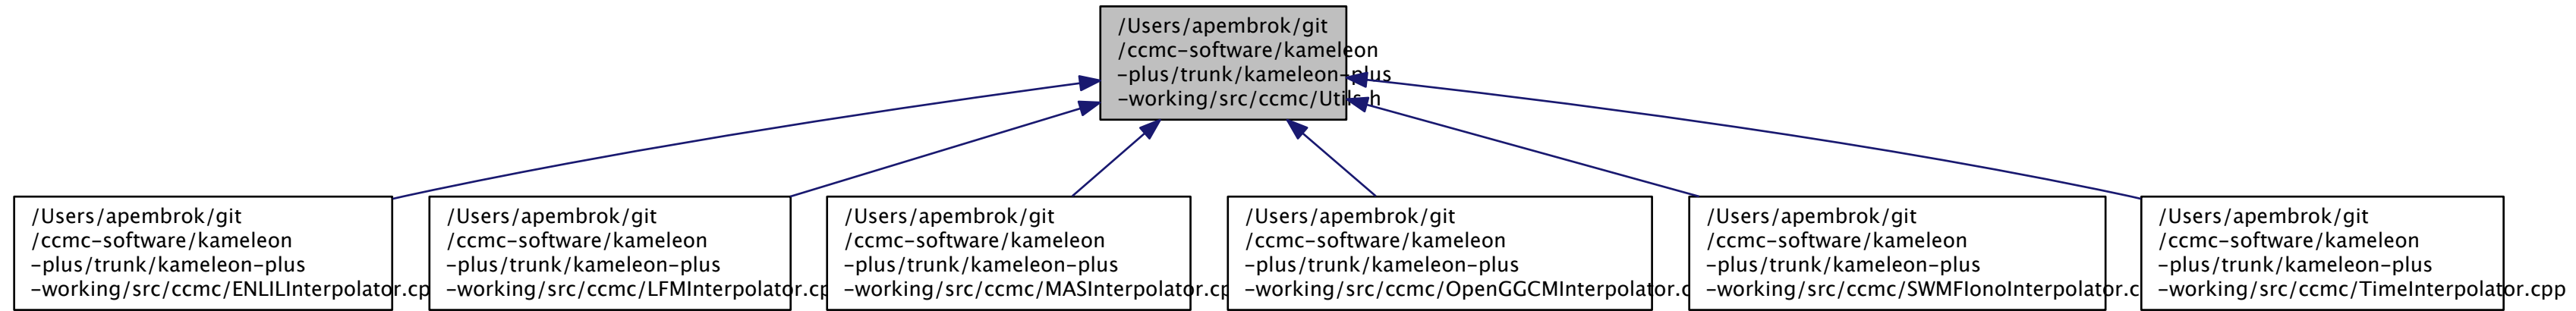 /Users/apembrok/git
/ccmc-software/kameleon
-plus/trunk/kameleon-plus
-working/src/ccmc/Utils.h
/Users/apembrok/git
/ccmc-software/kameleon
-plus/trunk/kameleon-plus
-working/src/ccmc/ENLILInterpolator.cp
/Users/apembrok/git
/ccmc-software/kameleon
-plus/trunk/kameleon-plus
-working/src/ccmc/LFMInterpolator.cp
/Users/apembrok/git
/ccmc-software/kameleon
-plus/trunk/kameleon-plus
-working/src/ccmc/MASInterpolator.cp
/Users/apembrok/git
/ccmc-software/kameleon
-plus/trunk/kameleon-plus
-working/src/ccmc/OpenGGCMInterpolator.c
/Users/apembrok/git
/ccmc-software/kameleon
-plus/trunk/kameleon-plus
-working/src/ccmc/SWMFIonoInterpolator.c
/Users/apembrok/git
/ccmc-software/kameleon
-plus/trunk/kameleon-plus
-working/src/ccmc/TimeInterpolator.cpp